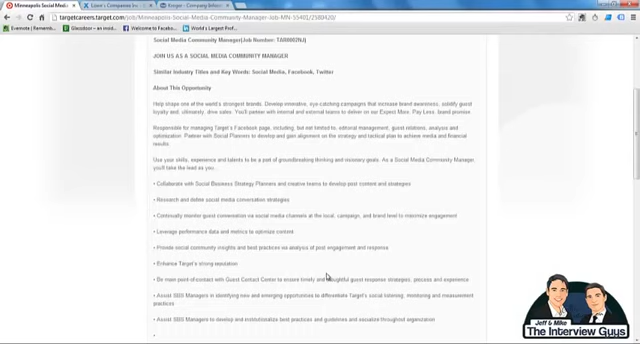 Minneapolis Social Med
Lowe's Companies Inc
Kroger - Company Billion
targetcareers.target.com/job/Minneapolis-Social-Media-Community-Manager-Job-MN-55401/2580420/
Evernote | Rememb
Glassdoor – an insid
Welcome to Facebook
World's Largest Prof
Social Media Community Manager(Job Number:
JOIN US AS A SOCIAL MEDIA COMMUNITY MANAGER
Similar Industry Titles and Key Words: Social Media, Facebook, Twitter
About This Opportunity
Help shape one of the world's strongest brands. Develop innovative, eye-catching campaigns that increase brand awareness, solidify guest
loyalty and, ultimately, drive sales. You'll partner with internal and external teams to deliver on our Expect More. Pay Less. brand promise.
Responsible for managing Target's Facebook page, including, but not limited to, editorial management, guest relations, analysis and
optimization. Partner with Social Planners to develop and gain alignment on the strategy and tactical plan to achieve media and financial
results.
Use your skills, experience and talents to be a part of groundbreaking thinking and visionary goals. As a Social Media Community Manager,
you'll take the lead as you...
• Collaborate with Social Business Strategy Planners and creative teams to develop post content and strategies
• Research and define social media conversation strategies
• Continually monitor guest conversation via social media channels at the local, campaign, and brand level to maximize engagement
• Leverage performance data and metrics to optimize content
• Provide social community insights and best practices via analysis of post engagement and response
• Enhance Target's strong reputation
• Be main point-of-contact with Guest Contact Center to ensure timely and thoughtful guest response strategies, process and experience
• Assist Managers in identifying new and emerging opportunities to differentiate Target's social listening, monitoring and measurement
practices
• Assist Managers to develop and institutionalize best practices and guidelines and socialize throughout organization
•
Jeff & Mike
The Interview Guys